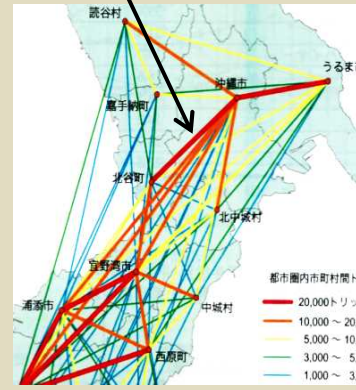 読谷村
沖縄市
うるま
嘉手納町
北谷町
北中城村
宜野湾市
浦添市
中城村
西原町
都市圏内市町村間ト
20,000トリッ
10,000 ～ 20
5,000 ～ 10,
3,000 ～ 5,
1,000 ～ 3,